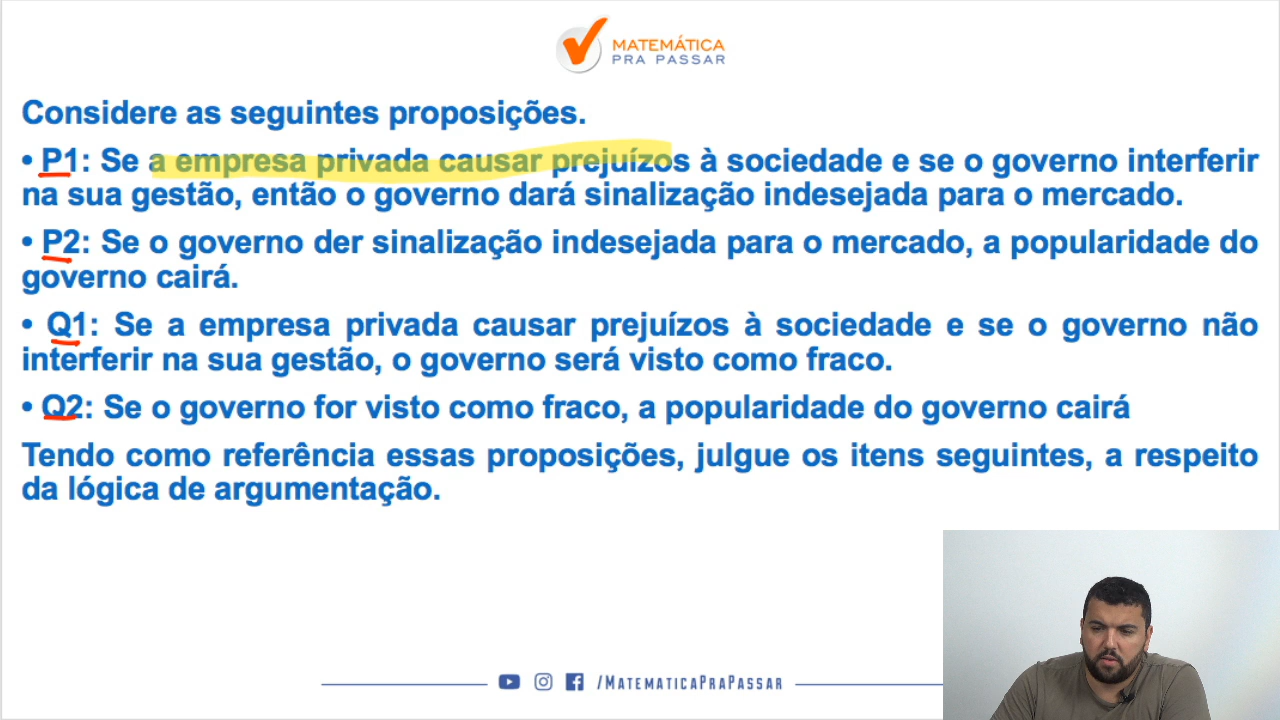 MATEMÁTICA
PRA PASSAR
Considere as seguintes proposições.
• P1: Se a empresa privada causar prejuízos à sociedade e se o governo interferir
na sua gestão, então o governo dará sinalização indesejada para o mercado.
• P2: Se o governo der sinalização indesejada para o mercado, a popularidade do
governo cairá.
• Q1: Se a empresa privada causar prejuízos à sociedade e se o governo não
interferir na sua gestão, o governo será visto como fraco.
• Q2: Se o governo for visto como fraco, a popularidade do governo cairá
Tendo como referência essas proposições, julgue os itens seguintes, a respeito
da lógica de argumentação.
/MATEMATICAPRAPASSAR